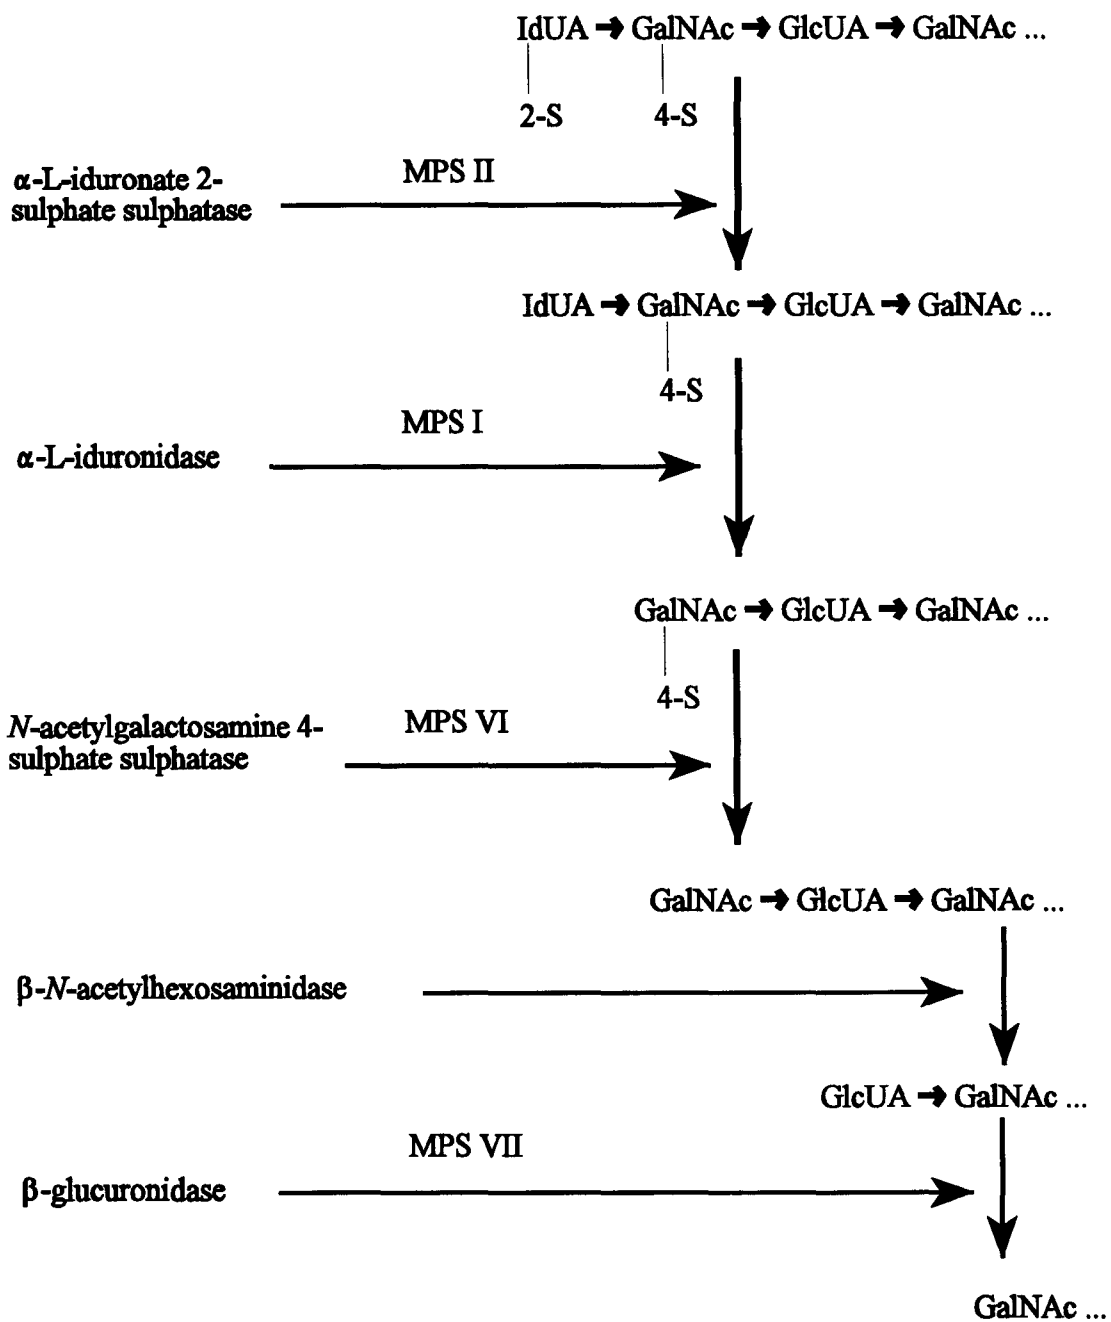 IdUA → GalNAc → GlcUA → GalNAc ...
2-S 4-S
MPS II
α-L-iduronate 2-
sulphate sulphatase
IdUA → GalNAc → GlcUA → GalNAc ...
4-S
MPS I
α-L-iduronidase
GalNAc → GlcUA → GalNAc ...
4-S
MPS VI
N-acetylgalactosamine 4-
sulphate sulphatase
GalNAc → GlcUA → GalNAc ...
β-N-acetylhexosaminidase
GlcUA → GalNAc ...
MPS VII
β-glucuronidase
GalNAc ...